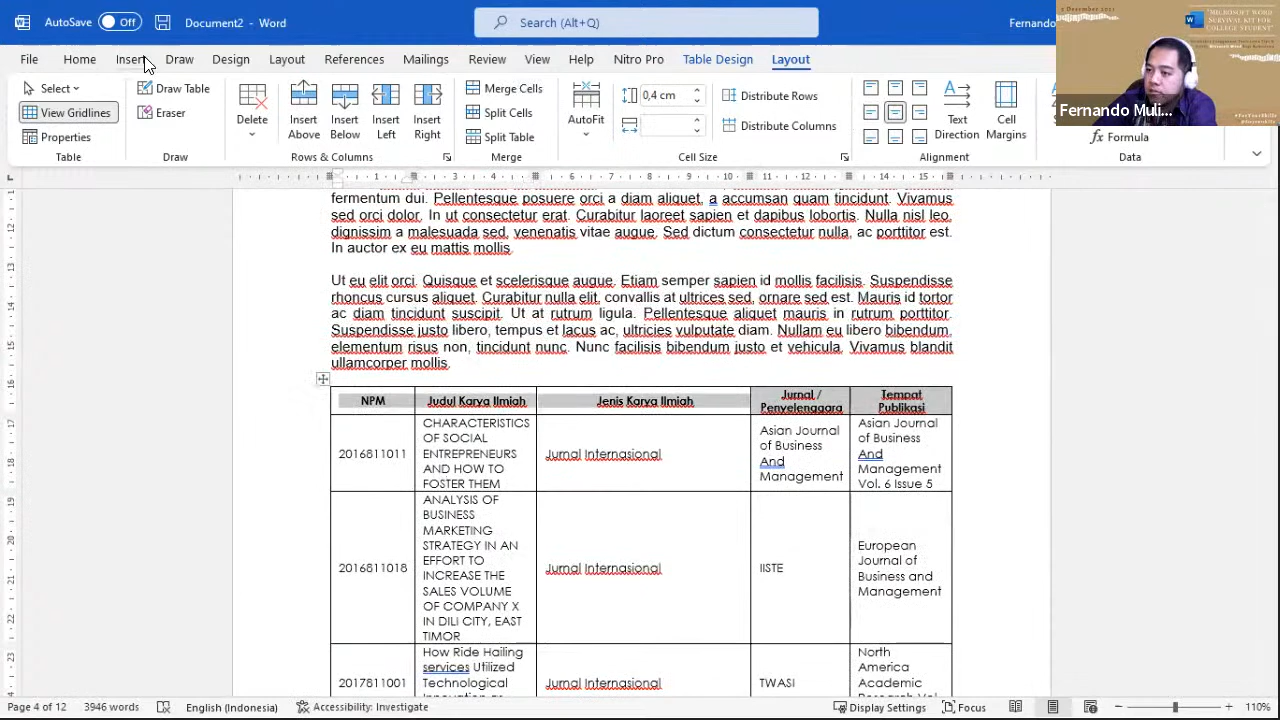 AutoSave Off Document2 - Word Search (Alt+Q) Fernando
2 December 2021
"MICROSOFT WORD
SURVIVAL KIT FOR
COLLEGE STUDENT"
File Home Insert Draw Design Layout References Mailings Review View Help Nitro Pro Table Design Layout
Fernando Muli...
Select
View Gridlines
Properties
Table
Draw Table
Eraser
Draw
Delete
Insert Above
Insert Below
Insert Left
Insert Right
Rows & Columns
Merge Cells
Split Cells
Split Table
Merge
AutoFit
0,4 cm
Distribute Rows
Distribute Columns
Cell Size
Text Direction
Cell Margins
Alignment
fx Formula
Data
fermentum dui. Pellentesque posuere orci a diam aliquet, a accumsan quam tincidunt. Vivamus
sed orci dolor. In ut consectetur erat. Curabitur laoreet sapien et dapibus lobortis. Nulla nisl leo,
dignissim a malesuada sed, venenatis vitae augue. Sed dictum consectetur nulla, ac porttitor est.
In auctor ex eu mattis mollis.
Ut eu elit orci. Quisque et scelerisque augue. Etiam semper sapien id mollis facilisis. Suspendisse
rhoncus cursus aliquet. Curabitur nulla elit, convallis at ultrices sed, ornare sed est. Mauris id tortor
ac diam tincidunt suscipit. Ut at rutrum ligula. Pellentesque aliquet mauris in rutrum porttitor.
Suspendisse justo libero, tempus et lacus ac, ultricies vulputate diam. Nullam eu libero bibendum,
elementum risus non, tincidunt nunc. Nunc facilisis bibendum justo et vehicula. Vivamus blandit
ullamcorper mollis.
NPM
Judul Karya Ilmiah
Jenis Karya Ilmiah
Jurnal /
Penyelenggara
Tempat
Publikasi
2016811011
CHARACTERISTICS
OF SOCIAL
ENTREPRENEURS
AND HOW TO
FOSTER THEM
Jurnal Internasional
Asian Journal
of Business
And
Management
Asian Journal
of Business
And
Management
Vol. 6 Issue 5
2016811018
ANALYSIS OF
BUSINESS
MARKETING
STRATEGY IN AN
EFFORT TO
INCREASE THE
SALES VOLUME
OF COMPANY X
IN DILI CITY, EAST
TIMOR
Jurnal Internasional
IISTE
European
Journal of
Business and
Management
2017811001
How Ride Hailing
services Utilized
Technological
Jurnal Internasional
TWASI
North
America
Academic
Page 4 of 12 3946 words English (Indonesia) Accessibility: Investigate Display Settings Focus 110%